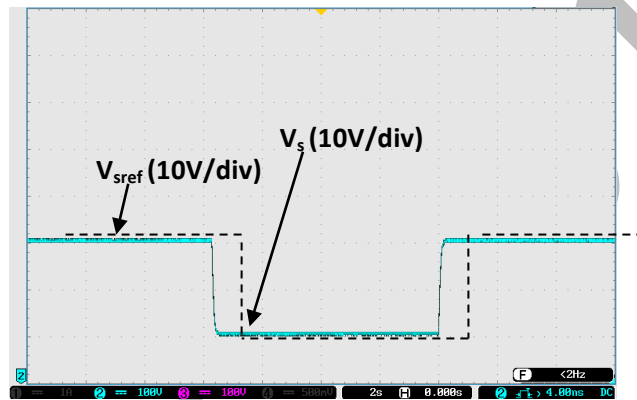 Vs (10V/div)
Vsref (10V/div)
2
F <2Hz
1 = 1A 2 = 100V 3 = 100V 4 = 500mV 2s H 0.000s 2 > 4.00ms DC